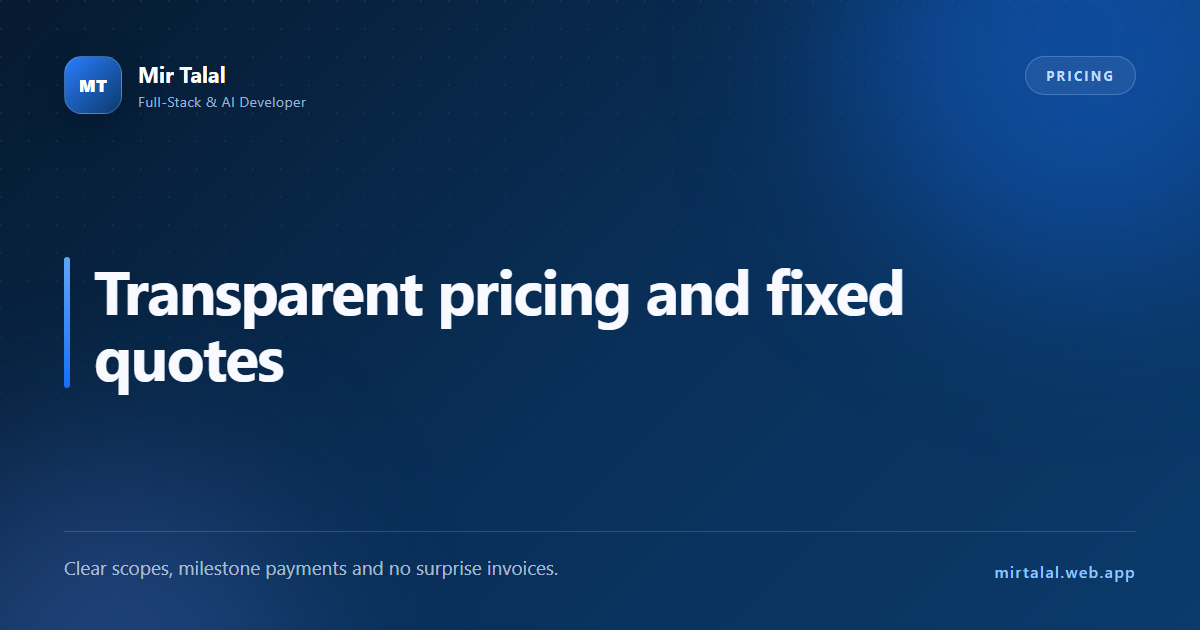 MT
Mir Talal
Full-Stack & AI Developer
PRICING
Transparent pricing and fixed
quotes
Clear scopes, milestone payments and no surprise invoices.
mirtalal.web.app